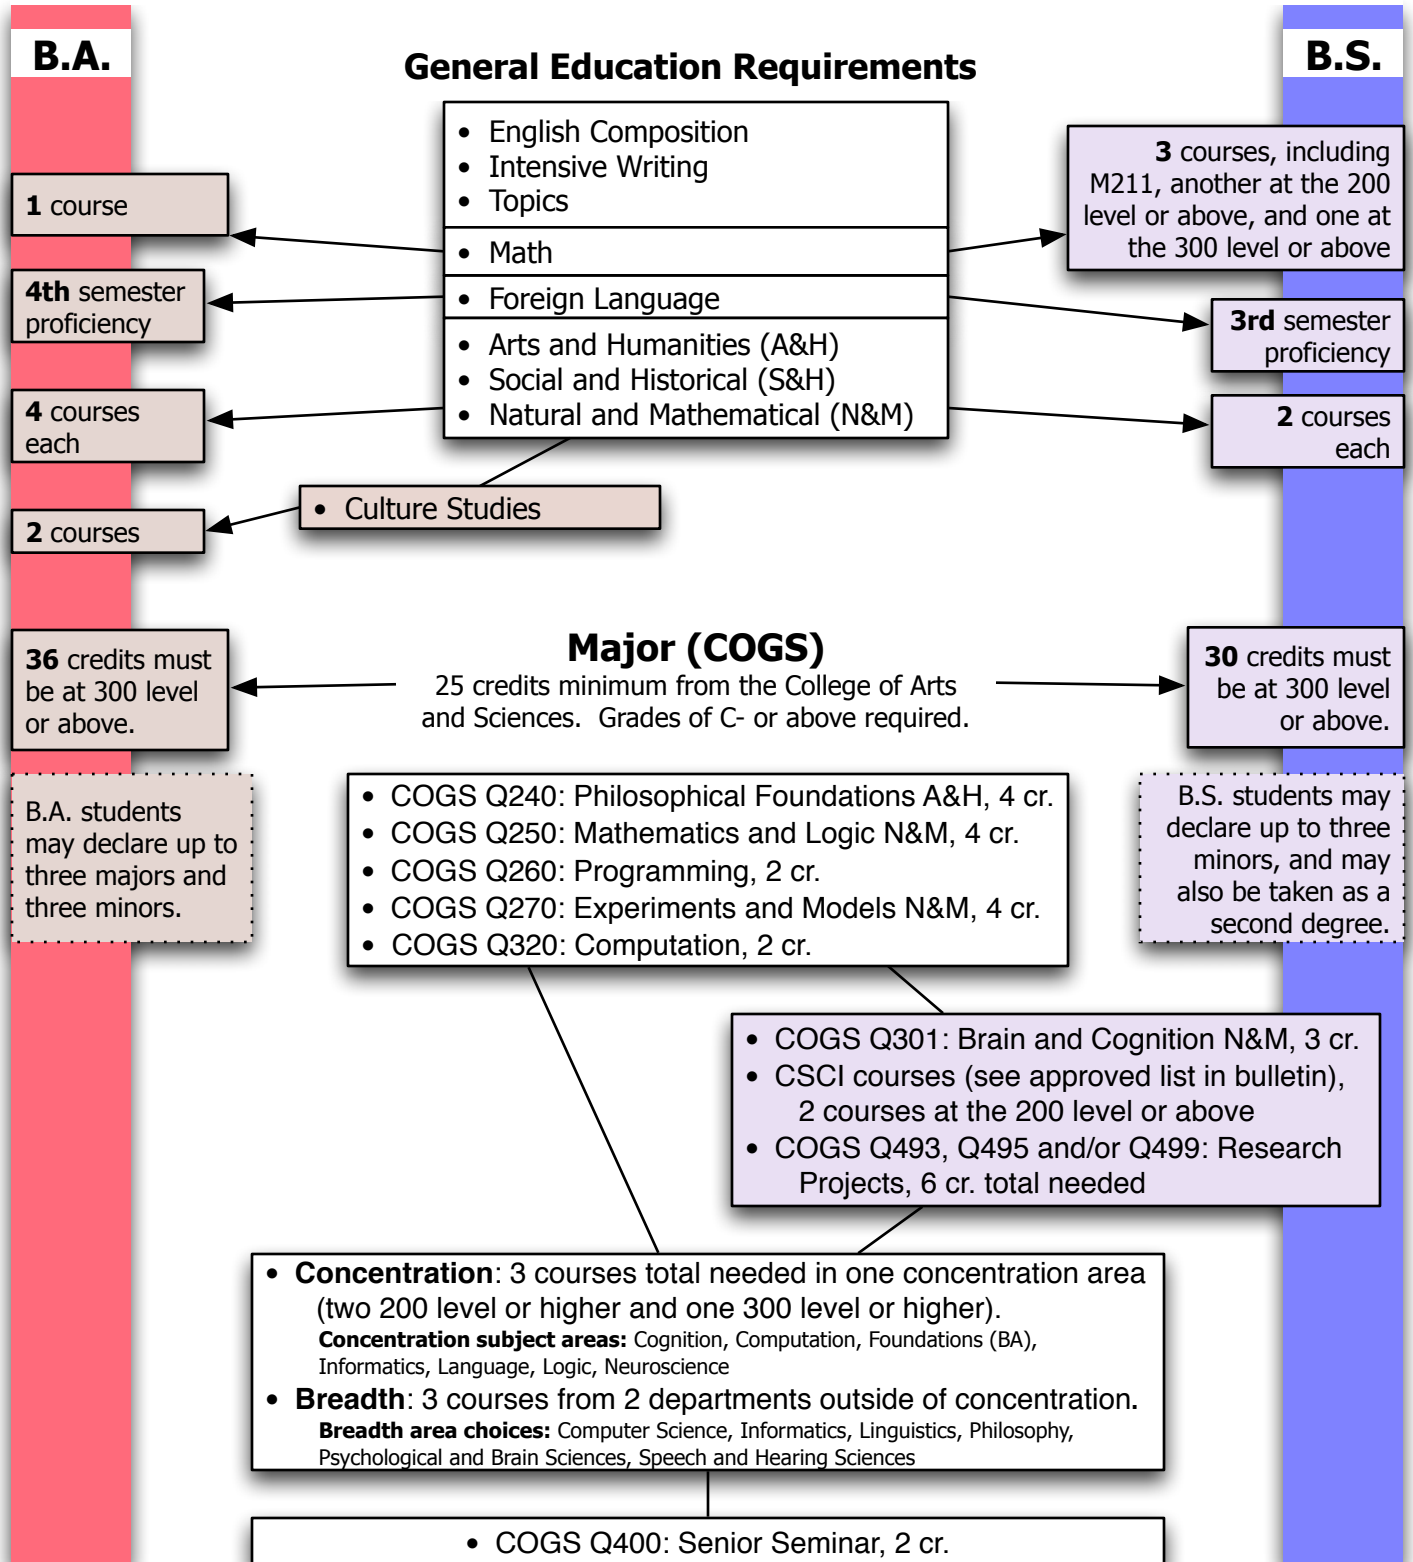 B.A.
B.S.
General Education Requirements
• English Composition
• Intensive Writing
• Topics
• Math
• Foreign Language
• Arts and Humanities (A&H)
• Social and Historical (S&H)
• Natural and Mathematical (N&M)
1 course
4th semester
proficiency
4 courses
each
2 courses
• Culture Studies
3 courses, including
M211, another at the 200
level or above, and one at
the 300 level or above
3rd semester
proficiency
2 courses
each
Major (COGS)
25 credits minimum from the College of Arts
and Sciences. Grades of C- or above required.
36 credits must
be at 300 level
or above.
30 credits must
be at 300 level
or above.
B.A. students
may declare up to
three majors and
three minors.
B.S. students may
declare up to three
minors, and may
also be taken as a
second degree.
• COGS Q240: Philosophical Foundations A&H, 4 cr.
• COGS Q250: Mathematics and Logic N&M, 4 cr.
• COGS Q260: Programming, 2 cr.
• COGS Q270: Experiments and Models N&M, 4 cr.
• COGS Q320: Computation, 2 cr.
• COGS Q301: Brain and Cognition N&M, 3 cr.
• CSCI courses (see approved list in bulletin),
2 courses at the 200 level or above
• COGS Q493, Q495 and/or Q499: Research
Projects, 6 cr. total needed
• Concentration: 3 courses total needed in one concentration area
(two 200 level or higher and one 300 level or higher).
Concentration subject areas: Cognition, Computation, Foundations (BA),
Informatics, Language, Logic, Neuroscience
• Breadth: 3 courses from 2 departments outside of concentration.
Breadth area choices: Computer Science, Informatics, Linguistics, Philosophy,
Psychological and Brain Sciences, Speech and Hearing Sciences
• COGS Q400: Senior Seminar, 2 cr.